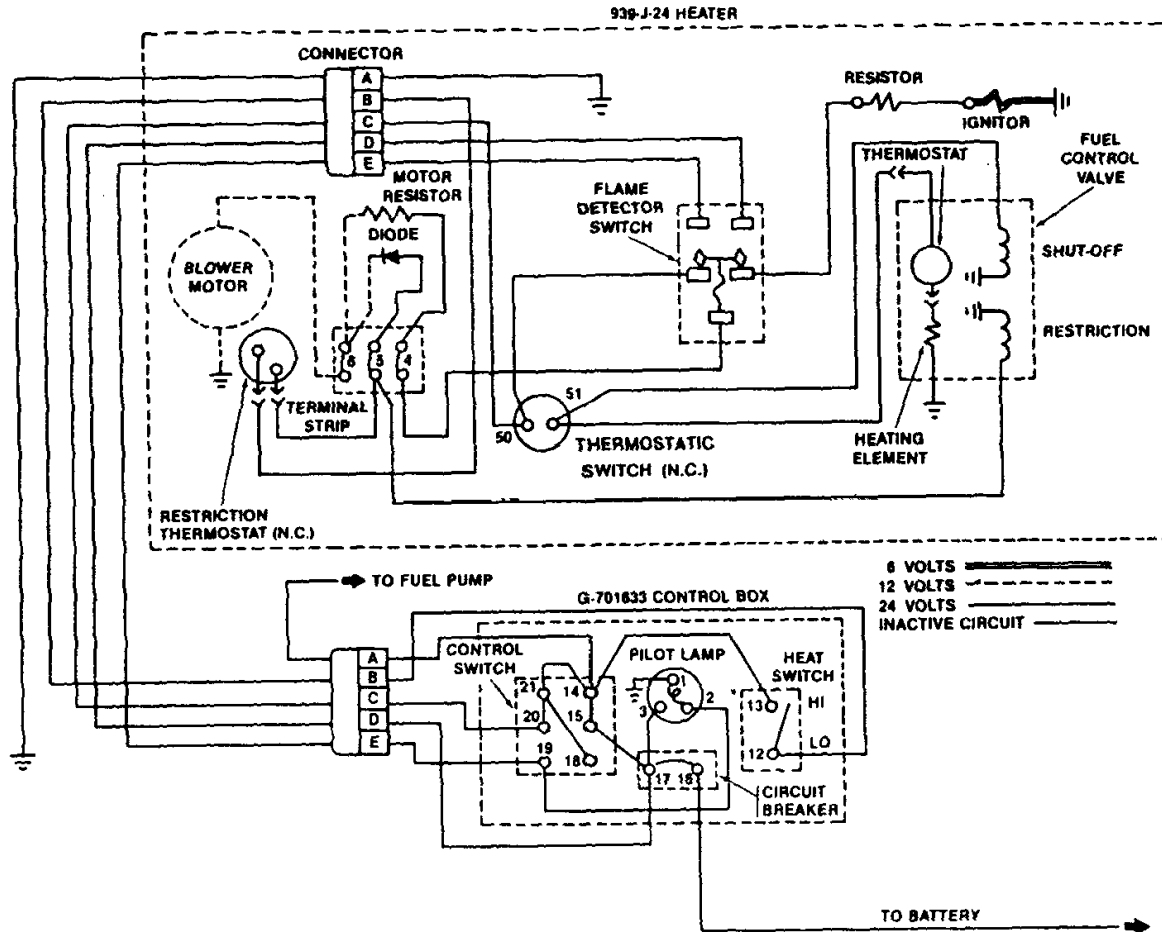 939-J-24 HEATER
CONNECTOR
A
B
C
D
E
RESISTOR
IGNITOR
FUEL
CONTROL
VALVE
THERMOSTAT
MOTOR
RESISTOR
DIODE
FLAME
DETECTOR
SWITCH
BLOWER
MOTOR
SHUT-OFF
RESTRICTION
6
5
4
TERMINAL
STRIP
51
50
THERMOSTATIC
SWITCH (N.C.)
HEATING
ELEMENT
RESTRICTION
THERMOSTAT (N.C.)
TO FUEL PUMP
6 VOLTS
12 VOLTS
24 VOLTS
INACTIVE CIRCUIT
G-701633 CONTROL BOX
A
B
C
D
E
CONTROL
SWITCH
PILOT LAMP
HEAT
SWITCH
21
14
1
2
3
13
HI
20
15
12
LO
19
18
17 16
CIRCUIT
BREAKER
TO BATTERY